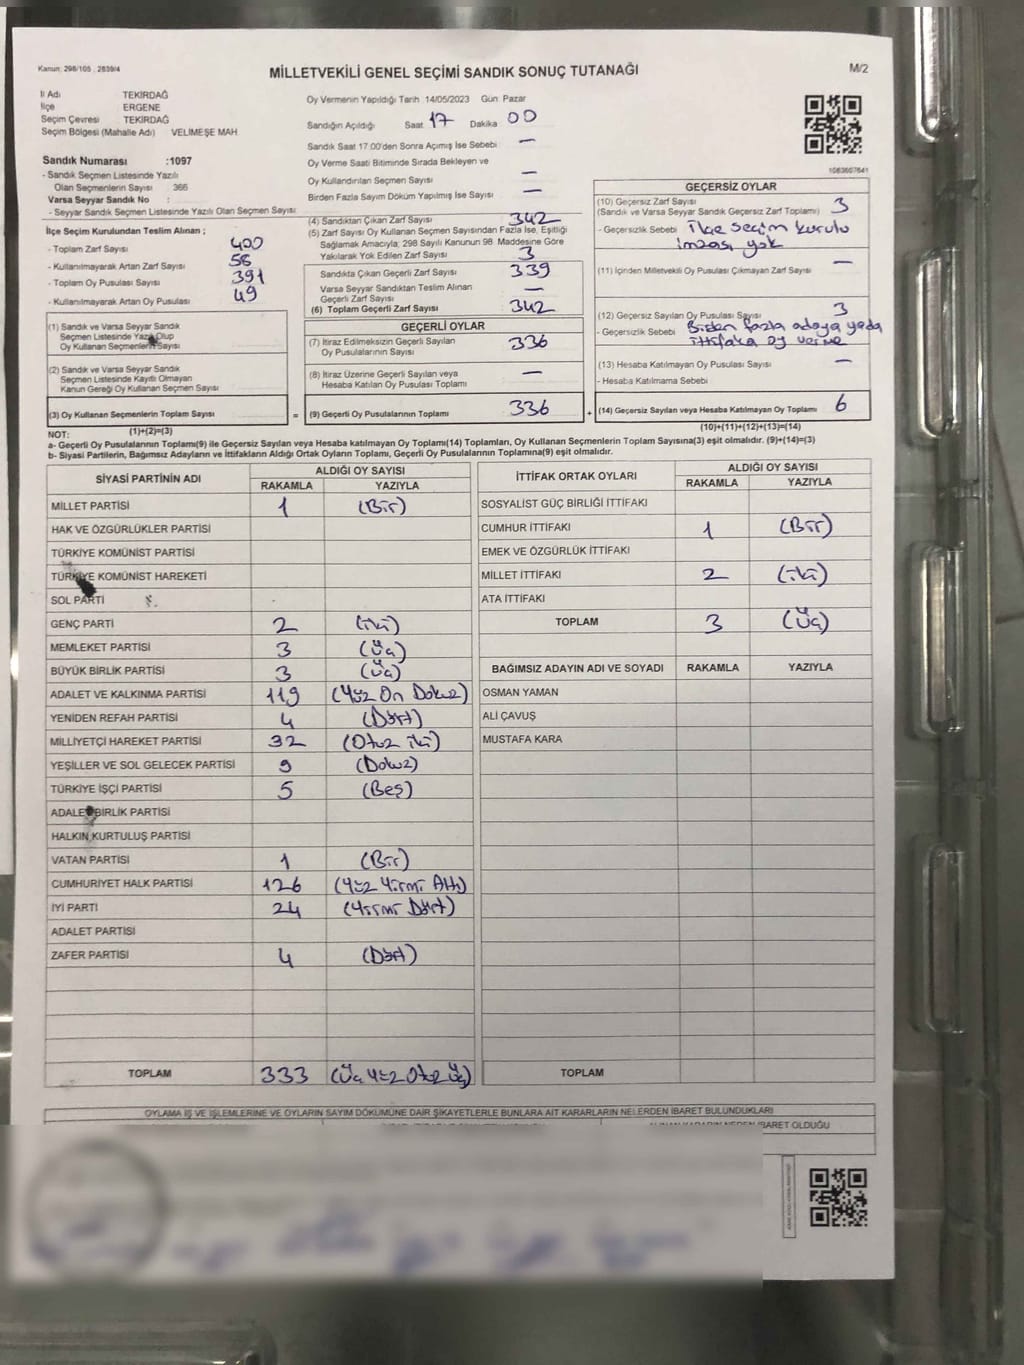 Kanun: 298/105 , 2839/4
MİLLETVEKİLİ GENEL SEÇİMİ SANDIK SONUÇ TUTANAĞI
M/2
İl Adı TEKİRDAĞ
İlçe ERGENE
Seçim Çevresi TEKİRDAĞ
Seçim Bölgesi (Mahalle Adı) VELİMEŞE MAH
Sandık Numarası :1097
- Sandık Seçmen Listesinde Yazılı
Olan Seçmenlerin Sayısı 366
Varsa Seyyar Sandık No :
- Seyyar Sandık Seçmen Listesinde Yazılı Olan Seçmen Sayısı
Oy Vermenin Yapıldığı Tarih 14/05/2023 Gün: Pazar
Sandığın Açıldığı Saat 17 Dakika 00
Sandık Saat 17:00'den Sonra Açımış İse Sebebi —
Oy Verme Saati Bitiminde Sırada Bekleyen ve
Oy Kullandırılan Seçmen Sayısı —
Birden Fazla Sayım Döküm Yapılmış İse Sayısı —
1083607641
İlçe Seçim Kurulundan Teslim Alınan ;
- Toplam Zarf Sayısı 400
- Kullanılmayarak Artan Zarf Sayısı 58
- Toplam Oy Pusulası Sayısı 391
- Kullanılmayarak Artan Oy Pusulası 49
(4) Sandıktan Çıkan Zarf Sayısı 342
(5) Zarf Sayısı Oy Kullanan Seçmen Sayısından Fazla İse, Eşitliği
Sağlamak Amacıyla; 298 Sayılı Kanunun 98 Maddesine Göre
Yakılarak Yok Edilen Zarf Sayısı 3
Sandıkta Çıkan Geçerli Zarf Sayısı 339
Varsa Seyyar Sandıktan Teslim Alınan
Geçerli Zarf Sayısı —
(6) Toplam Geçerli Zarf Sayısı 342
GEÇERSİZ OYLAR
(10) Geçersiz Zarf Sayısı 3
(Sandık ve Varsa Seyyar Sandık Geçersiz Zarf Toplamı)
- Geçersizlik Sebebi ilçe seçim kurulu
imzası yok
(11) İçinden Milletvekili Oy Pusulası Çıkmayan Zarf Sayısı —
(12) Geçersiz Sayılan Oy Pusulası Sayısı 3
- Geçersizlik Sebebi Birden fazla adaya yada
ittifaka oy verme
(13) Hesaba Katılmayan Oy Pusulası Sayısı —
- Hesaba Katılmama Sebebi
(14) Geçersiz Sayılan veya Hesaba Katılmayan Oy Toplamı 6
(10)+(11)+(12)+(13)=(14)
(1) Sandık ve Varsa Seyyar Sandık
Seçmen Listesinde Yazılı Olup
Oy Kullanan Seçmenlerin Sayısı
(2) Sandık ve Varsa Seyyar Sandık
Seçmen Listesinde Kayıtlı Olmayan
Kanun Gereği Oy Kullanan Seçmen Sayısı
(3) Oy Kullanan Seçmenlerin Toplam Sayısı =
(1)+(2)=(3)
GEÇERLİ OYLAR
(7) İtiraz Edilmeksizin Geçerli Sayılan
Oy Pusulalarının Sayısı 336
(8) İtiraz Üzerine Geçerli Sayılan veya
Hesaba Katılan Oy Pusulası Toplamı —
(9) Geçerli Oy Pusulalarının Toplamı 336 +
NOT:
a- Geçerli Oy Pusulalarının Toplamı(9) ile Geçersiz Sayılan veya Hesaba katılmayan Oy Toplamı(14) Toplamları, Oy Kullanan Seçmenlerin Toplam Sayısına(3) eşit olmalıdır. (9)+(14)=(3)
b- Siyasi Partilerin, Bağımsız Adayların ve İttifakların Aldığı Oyların Toplamı, Geçerli Oy Pusulalarının Toplamına(9) eşit olmalıdır.
SİYASİ PARTİNİN ADI ALDIĞI OY SAYISI
RAKAMLA YAZIYLA
MİLLET PARTİSİ 1 (Bir)
HAK VE ÖZGÜRLÜKLER PARTİSİ
TÜRKİYE KOMÜNİST PARTİSİ
TÜRKİYE KOMÜNİST HAREKETİ
SOL PARTİ
GENÇ PARTİ 2 (iki)
MEMLEKET PARTİSİ 3 (Üç)
BÜYÜK BİRLİK PARTİSİ 3 (Üç)
ADALET VE KALKINMA PARTİSİ 119 (Yüz On Dokuz)
YENİDEN REFAH PARTİSİ 4 (Dört)
MİLLİYETÇİ HAREKET PARTİSİ 32 (Otuz iki)
YEŞİLLER VE SOL GELECEK PARTİSİ 9 (Dokuz)
TÜRKİYE İŞÇİ PARTİSİ 5 (Beş)
ADALET BİRLİK PARTİSİ
HALKIN KURTULUŞ PARTİSİ
VATAN PARTİSİ 1 (Bir)
CUMHURİYET HALK PARTİSİ 126 (Yüz Yirmi Altı)
İYİ PARTİ 24 (Yirmi Dört)
ADALET PARTİSİ
ZAFER PARTİSİ 4 (Dört)
TOPLAM 333 (Üç Yüz Otuz Üç)
İTTİFAK ORTAK OYLARI ALDIĞI OY SAYISI
RAKAMLA YAZIYLA
SOSYALİST GÜÇ BİRLİĞİ İTTİFAKI
CUMHUR İTTİFAKI 1 (Bir)
EMEK VE ÖZGÜRLÜK İTTİFAKI
MİLLET İTTİFAKI 2 (iki)
ATA İTTİFAKI
TOPLAM 3 (Üç)
BAĞIMSIZ ADAYIN ADI VE SOYADI RAKAMLA YAZIYLA
OSMAN YAMAN
ALİ ÇAVUŞ
MUSTAFA KARA
TOPLAM
OYLAMA İŞ VE İŞLEMLERİNE VE OYLARIN SAYIM DÖKÜMÜNE DAİR ŞİKAYETLERLE BUNLARA AİT KARARLARIN NELERDEN İBARET BULUNDUKLARI
ALINAN KARARIN NEDEN İBARET OLDUĞU